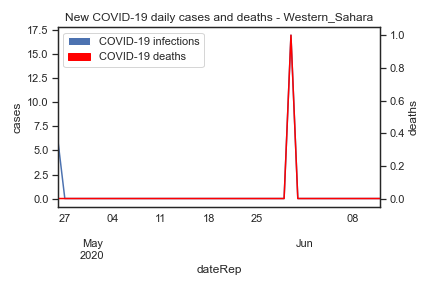 New COVID-19 daily cases and deaths - Western_Sahara
COVID-19 infections
COVID-19 deaths
17.5
15.0
12.5
10.0
7.5
5.0
2.5
0.0
cases
1.0
0.8
0.6
0.4
0.2
0.0
deaths
27 04 11 18 25 08
May Jun
2020
dateRep